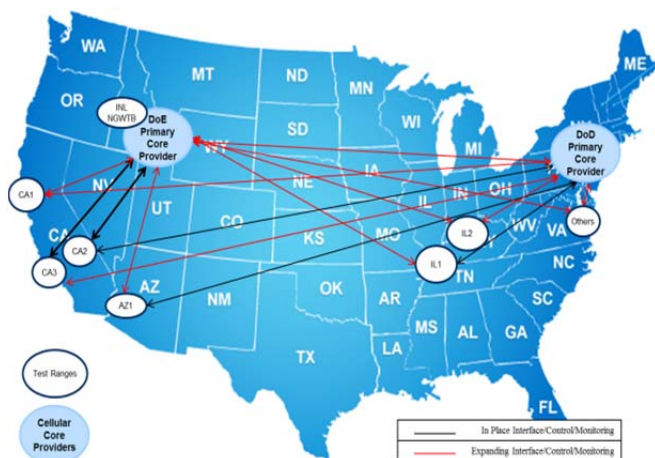 WA
ME
MT
ND
MN
OR
INL
NGWTB
DoE
Primary
Core
Provider
WI
SD
WY
MI
DoD
Primary
Core
Provider
IA
NE
NV
CA1
UT
CO
IL
IN
OH
WV
VA
Others
KS
MO
IL2
CA
CA2
CA3
IL1
TN
NC
AZ
AZ1
NM
OK
AR
SC
MS
AL
GA
TX
LA
FL
Test Ranges
Cellular
Core
Providers
In Place Interface/Control/Monitoring
Expanding Interface/Control/Monitoring